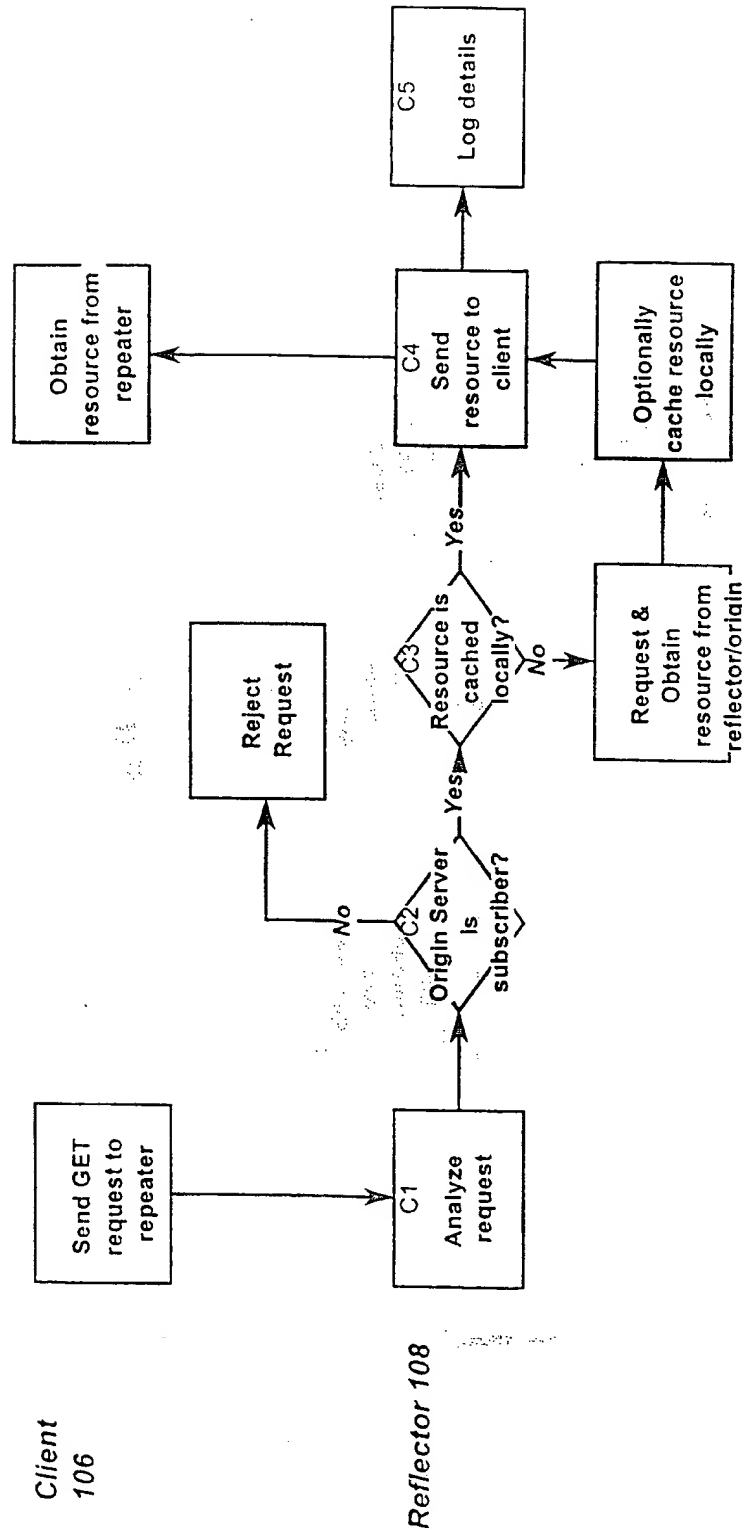 Client
106
Send GET
request to
repeater
Obtain
resource from
repeater
Reject
Request
Reflector 108
C1
Analyze
request
C2
Origin Server
is
subscriber?
No
Yes
C3
Resource is
cached
locally?
Yes
No
C4
Send
resource to
client
C5
Log details
Request &
Obtain
resource from
reflector/origin
Optionally
cache resource
locally